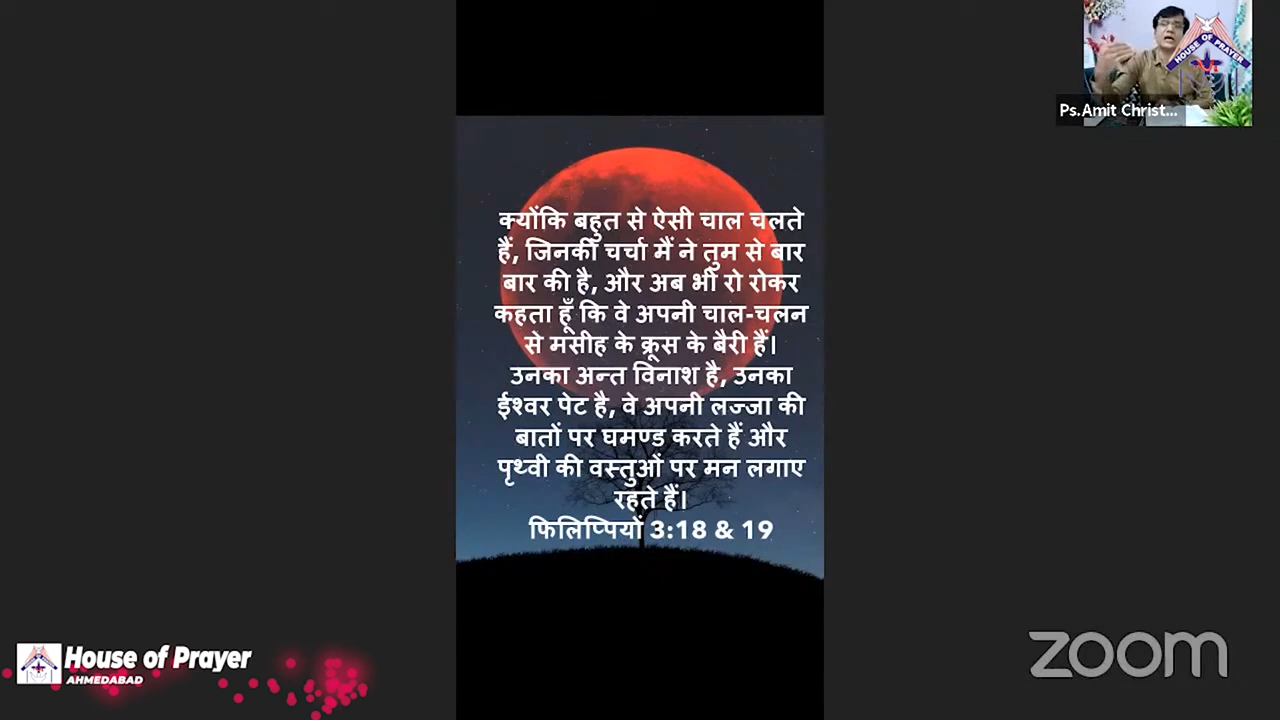 HOUSE OF PRAYER
Ps.Amit Christ...
क्योंकि बहुत से ऐसी चाल चलते
हैं, जिनकी चर्चा मैं ने तुम से बार
बार की है, और अब भी रो रोकर
कहता हूँ कि वे अपनी चाल-चलन
से मसीह के क्रूस के बैरी हैं।
उनका अन्त विनाश है, उनका
ईश्वर पेट है, वे अपनी लज्जा की
बातों पर घमण्ड करते हैं और
पृथ्वी की वस्तुओं पर मन लगाए
रहते हैं।
फिलिप्पियों 3:18 & 19
House of Prayer
AHMEDABAD
zoom